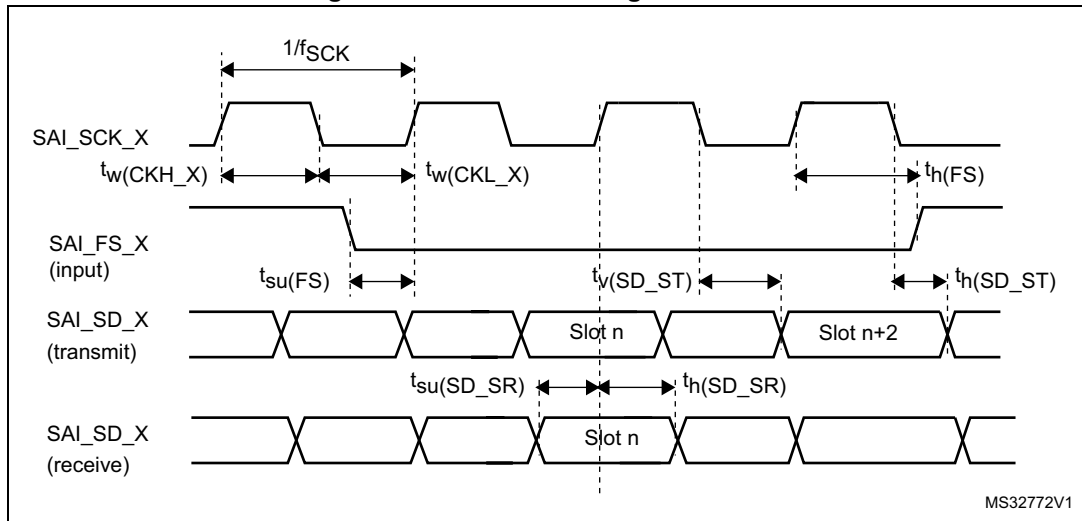 1/fSCK
SAI_SCK_X
tw(CKH_X) tw(CKL_X) th(FS)
SAI_FS_X
(input)
tsu(FS) tv(SD_ST) th(SD_ST)
SAI_SD_X
(transmit)
Slot n Slot n+2
tsu(SD_SR) th(SD_SR)
SAI_SD_X
(receive)
Slot n
MS32772V1